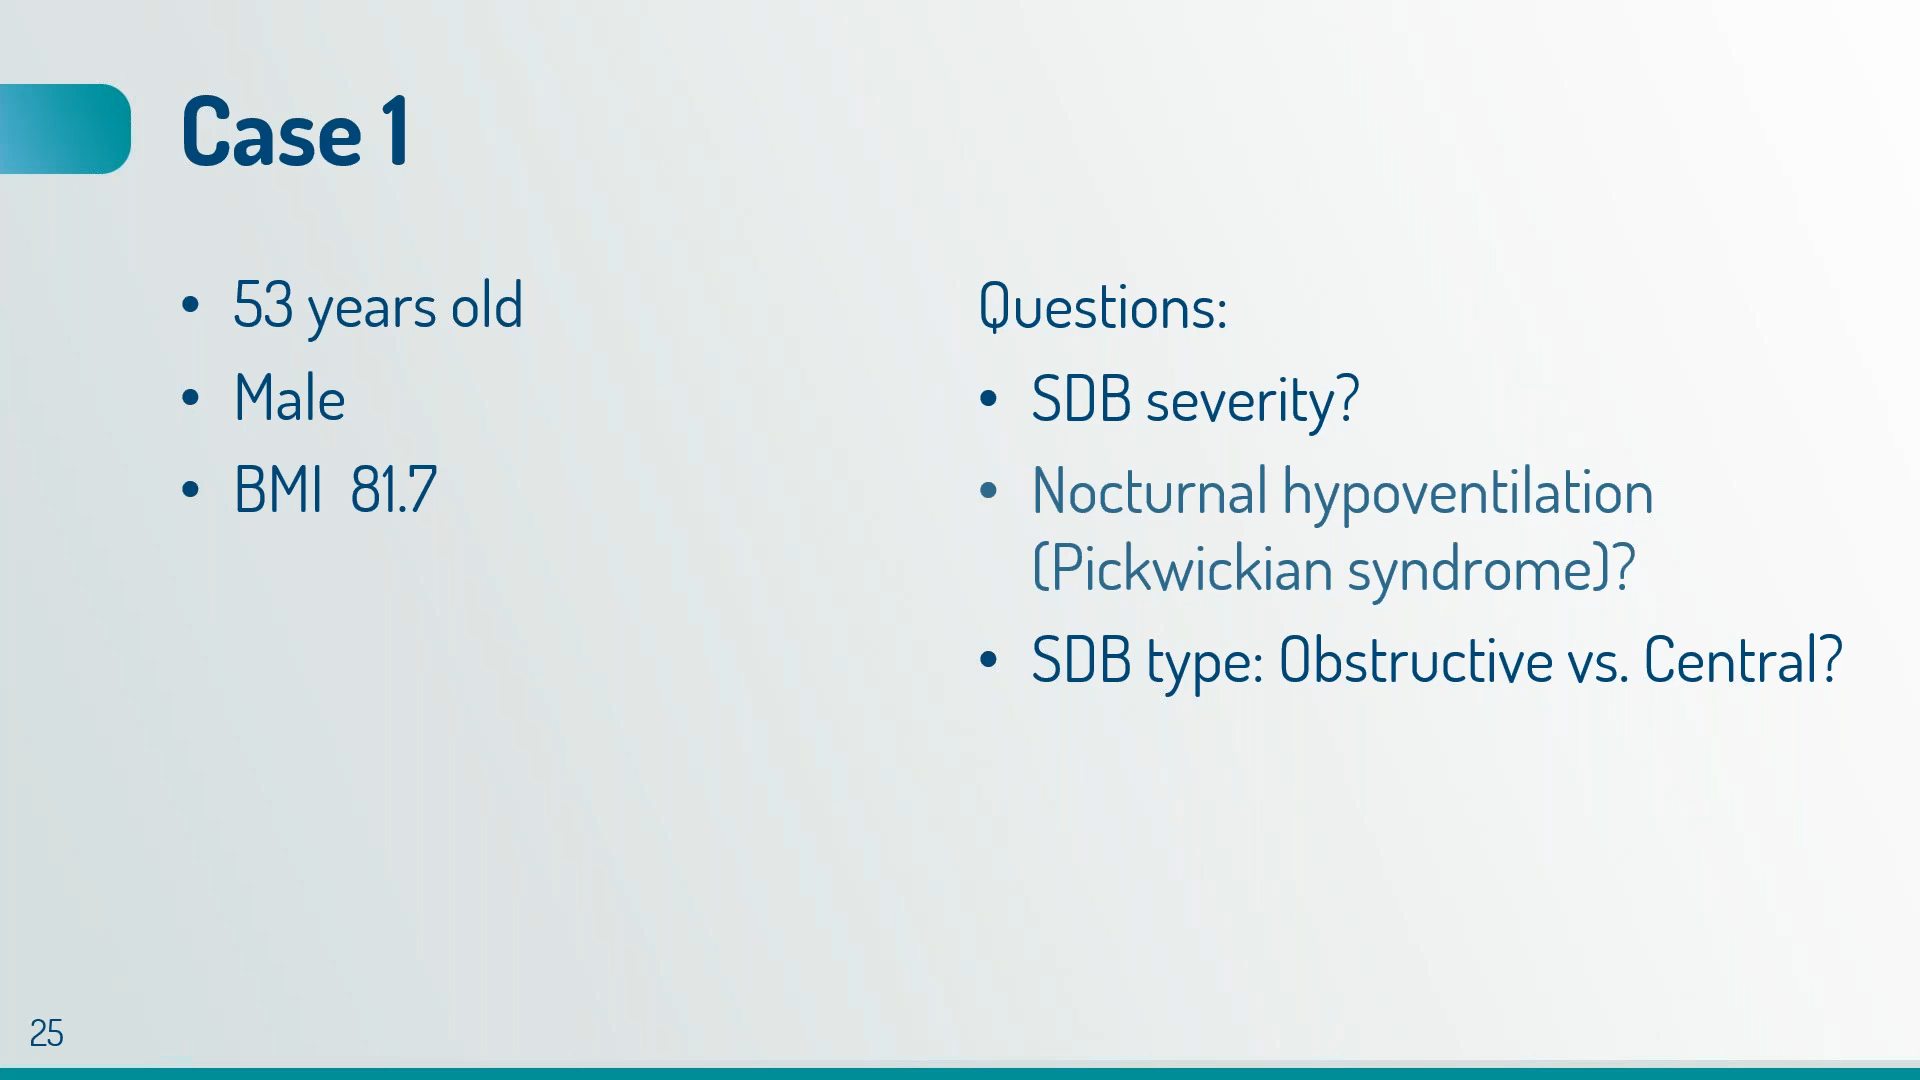 Case 1
• 53 years old
• Male
• BMI  81.7
Questions:
• SDB severity?
• Nocturnal hypoventilation
(Pickwickian syndrome)?
• SDB type: Obstructive vs. Central?
25